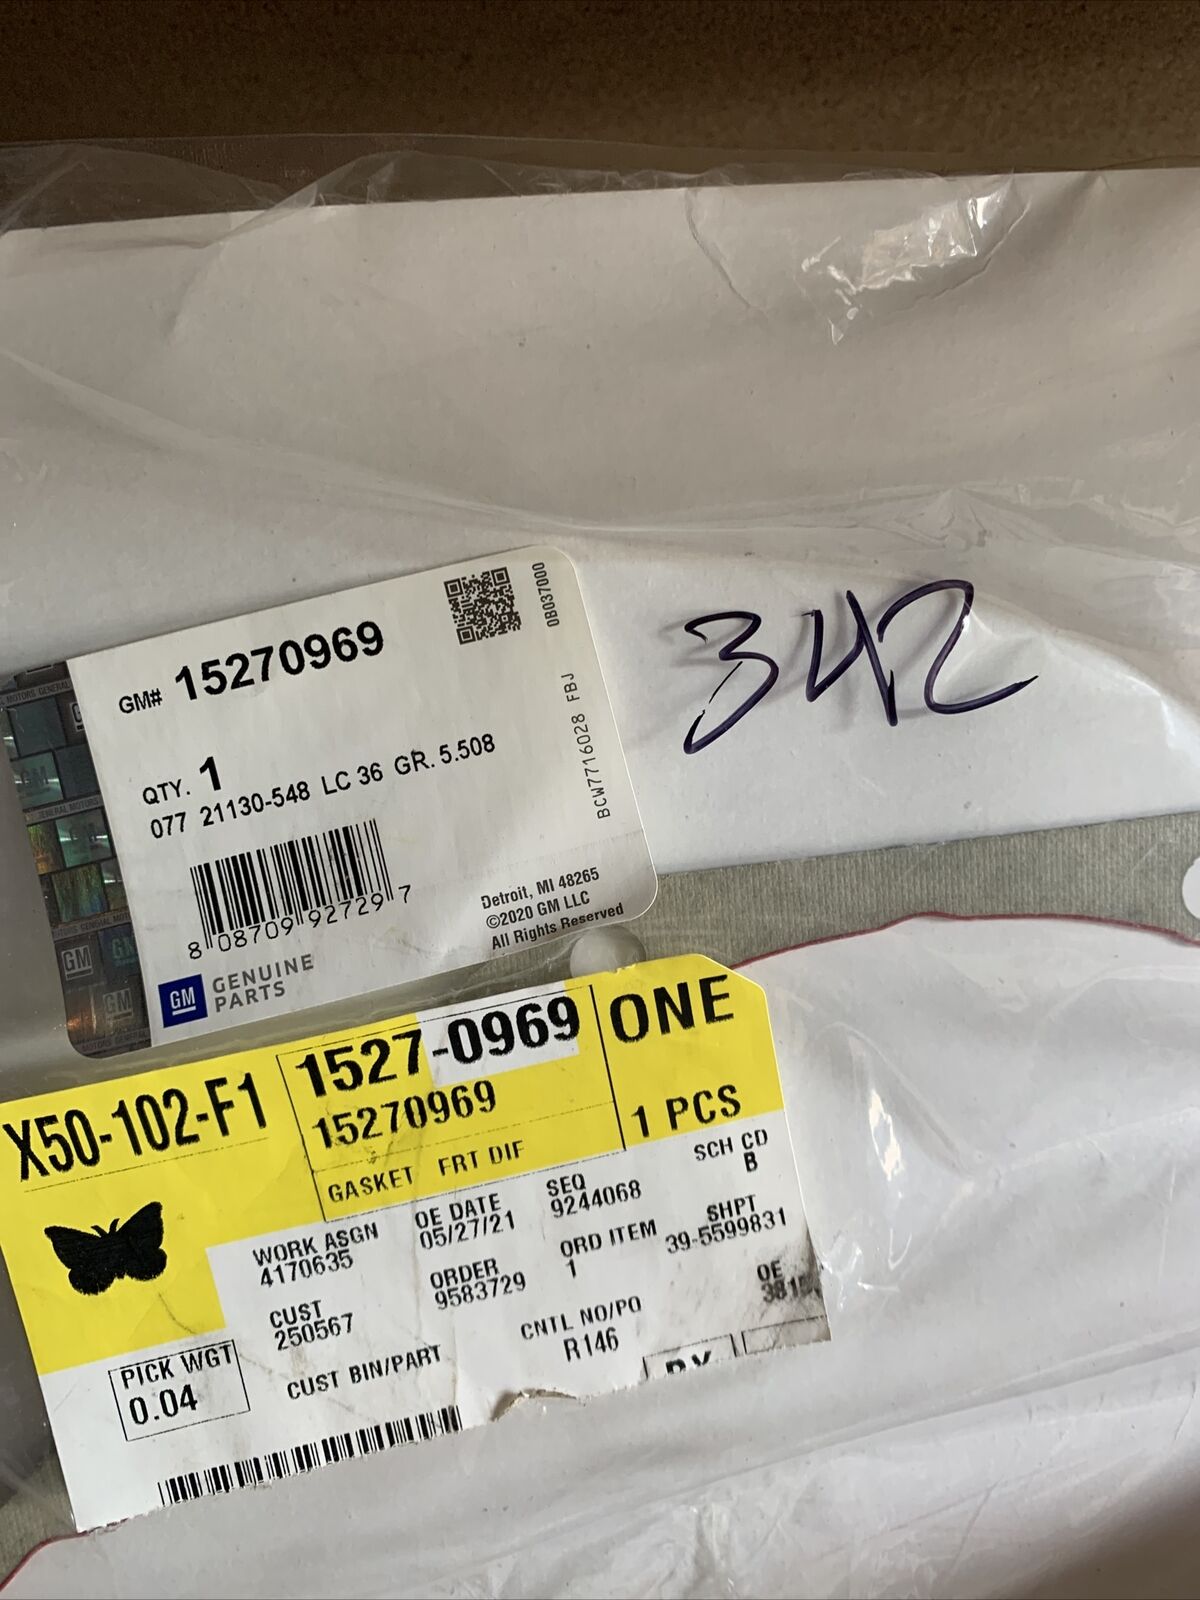 GM# 15270969
0B037000
QTY. 1
077 21130-548 LC 36 GR. 5.508
BCW7716028 FBJ
8 08709 92729 7
Detroit, MI 48265
©2020 GM LLC
All Rights Reserved
GM GENUINE
PARTS
342
GM
GM
GM
X50-102-F1
1527-0969
15270969
GASKET FRT DIF
ONE
1 PCS
WORK ASGN
4170635
OE DATE
05/27/21
SEQ
9244068
SCH CD
B
CUST
250567
ORDER
9583729
ORD ITEM
1
SHPT
39-5599831
OE
PICK WGT
0.04
CUST BIN/PART
CNTL NO/PO
R146